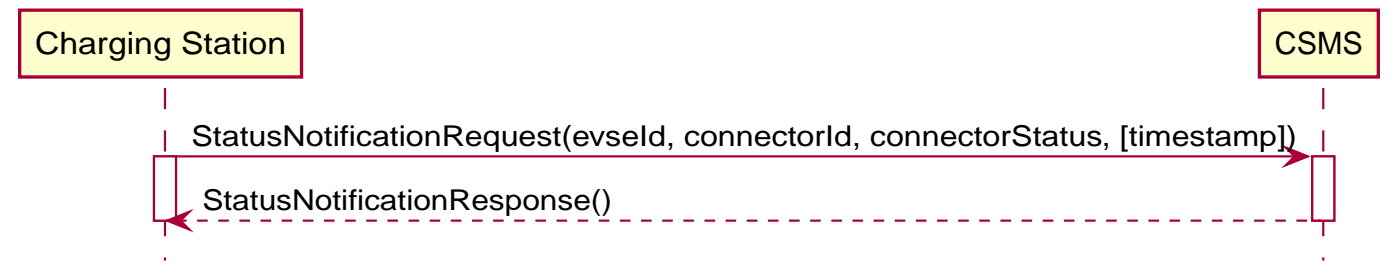 Charging Station
CSMS
StatusNotificationRequest(evseId, connectorId, connectorStatus, [timestamp])
StatusNotificationResponse()